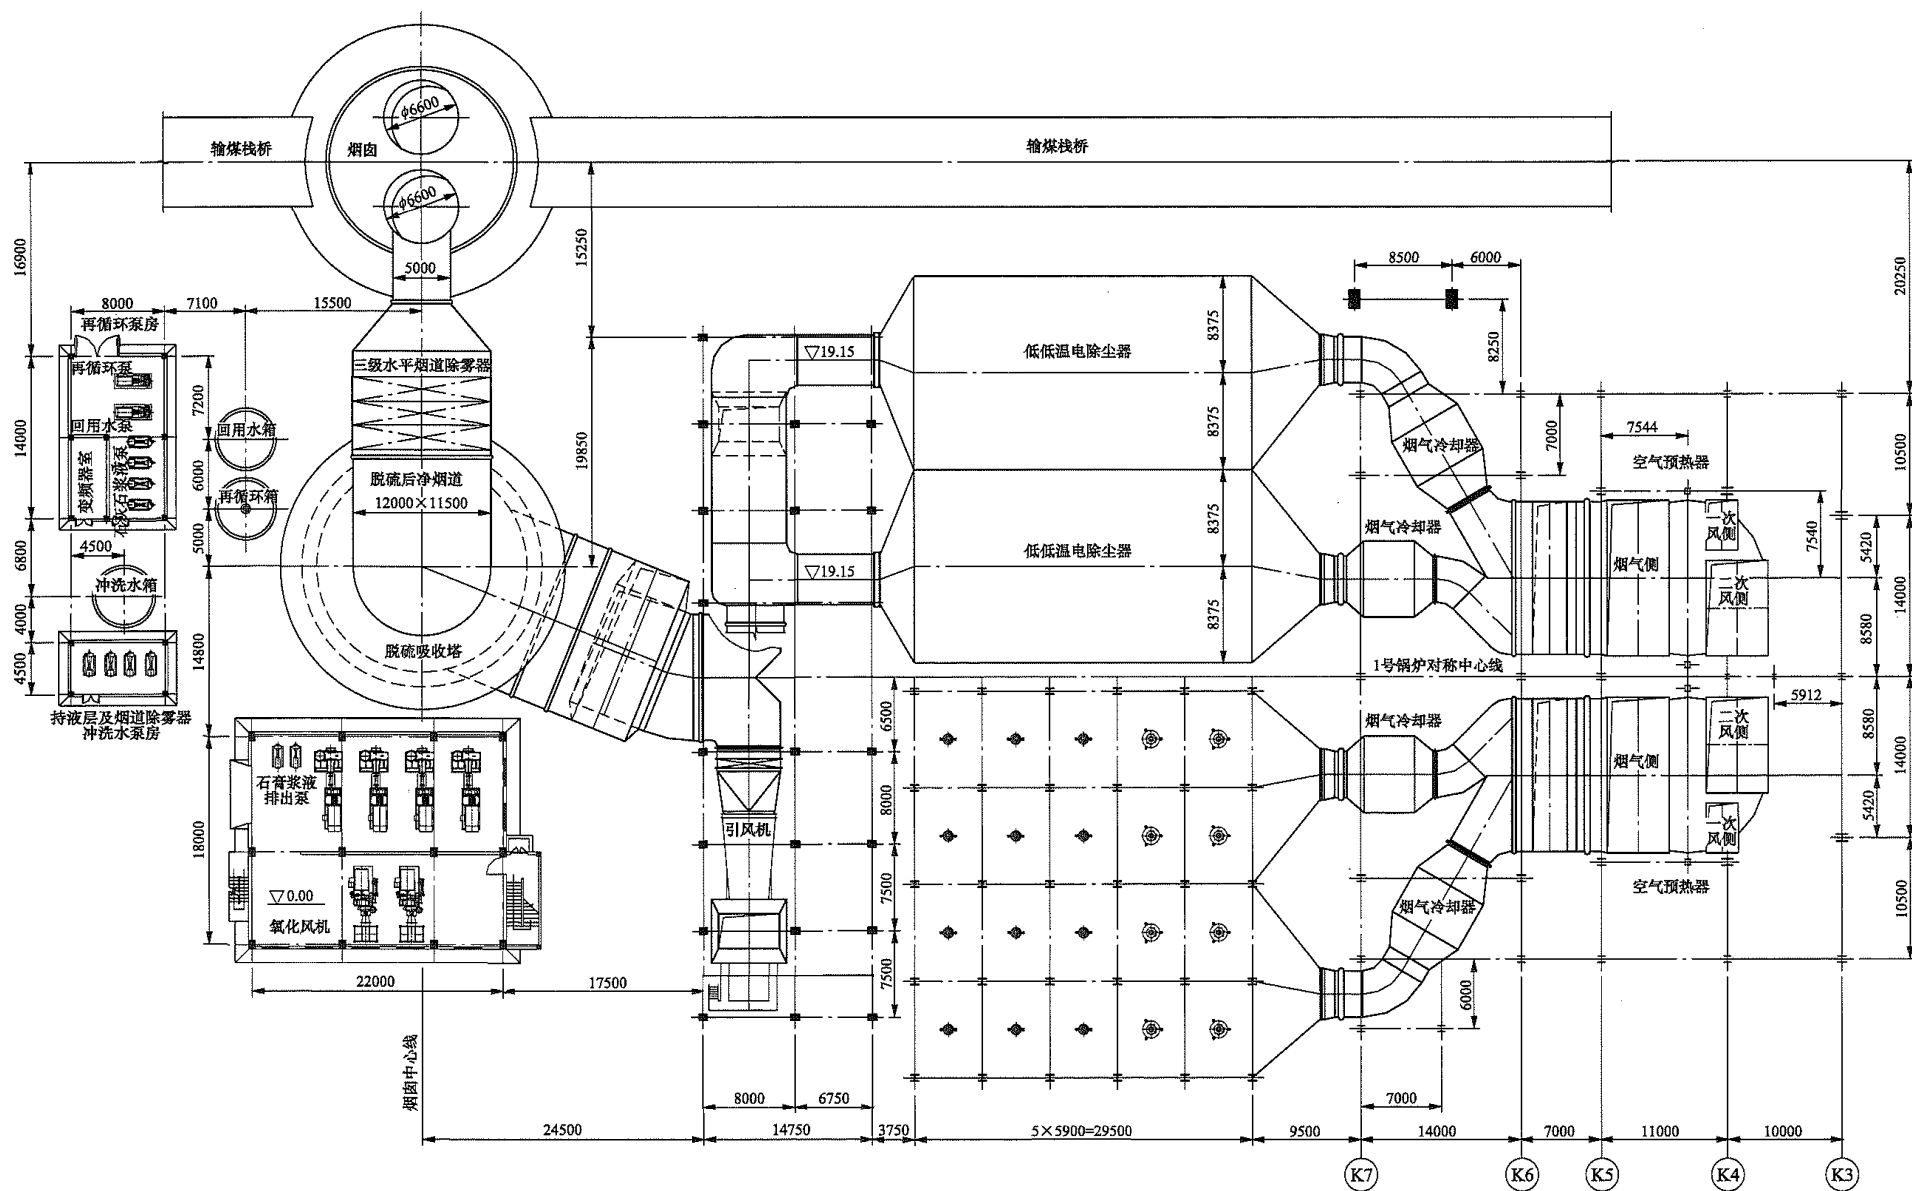 φ6600
输煤栈桥
烟囱
输煤栈桥
φ6600
16900
15250
20250
5000
8500
6000
8000
7100
15500
8375
8250
再循环泵房
▽19.15
低低温电除尘器
再循环泵
三级水平烟道除雾器
7200
14000
19850
8375
7000
7544
10500
回用水泵
回用水箱
烟气冷却器
空气预热器
变频器室
石灰石浆液泵
6000
脱硫后净烟道
12000×11500
再循环箱
一次
风侧
烟气冷却器
8375
7540
5420
5000
4500
低低温电除尘器
6800
▽19.15
烟气侧
14000
冲洗水箱
二次
风侧
4000
8375
8580
14800
脱硫吸收塔
1号锅炉对称中心线
4500
5912
持液层及烟道除雾器
冲洗水泵房
6500
烟气冷却器
二次
风侧
8580
14000
烟气侧
石膏浆液
排出泵
8000
引风机
18000
一次
风侧
5420
7500
空气预热器
▽0.00
烟气冷却器
10500
氧化风机
7500
22000
17500
6000
烟囱中心线
8000
6750
7000
24500
14750
3750
5×5900=29500
9500
14000
7000
11000
10000
K7
K6
K5
K4
K3